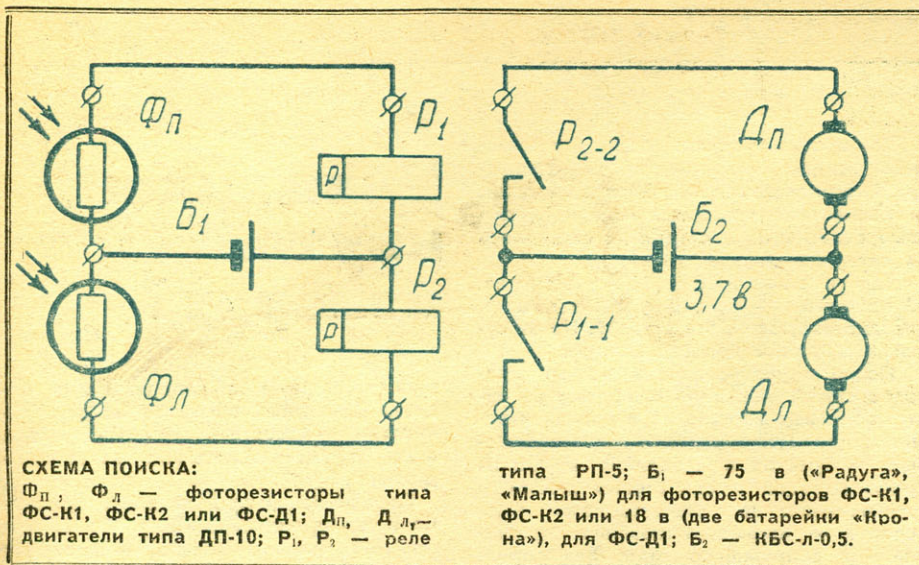 Фп
Р1
Р
Б1
Р2
Р
Фл
Р2-2
Дп
Б2
3,7в
Р1-1
Дл
СХЕМА ПОИСКА:
Фп, Фл — фоторезисторы типа
ФС-К1, ФС-К2 или ФС-Д1; Дп, Дл, —
двигатели типа ДП-10; Р1, Р2 — реле
типа РП-5; Б1 — 75 в («Радуга»,
«Малыш») для фоторезисторов ФС-К1,
ФС-К2 или 18 в (две батарейки «Кро-
на»), для ФС-Д1; Б2 — КБС-л-0,5.